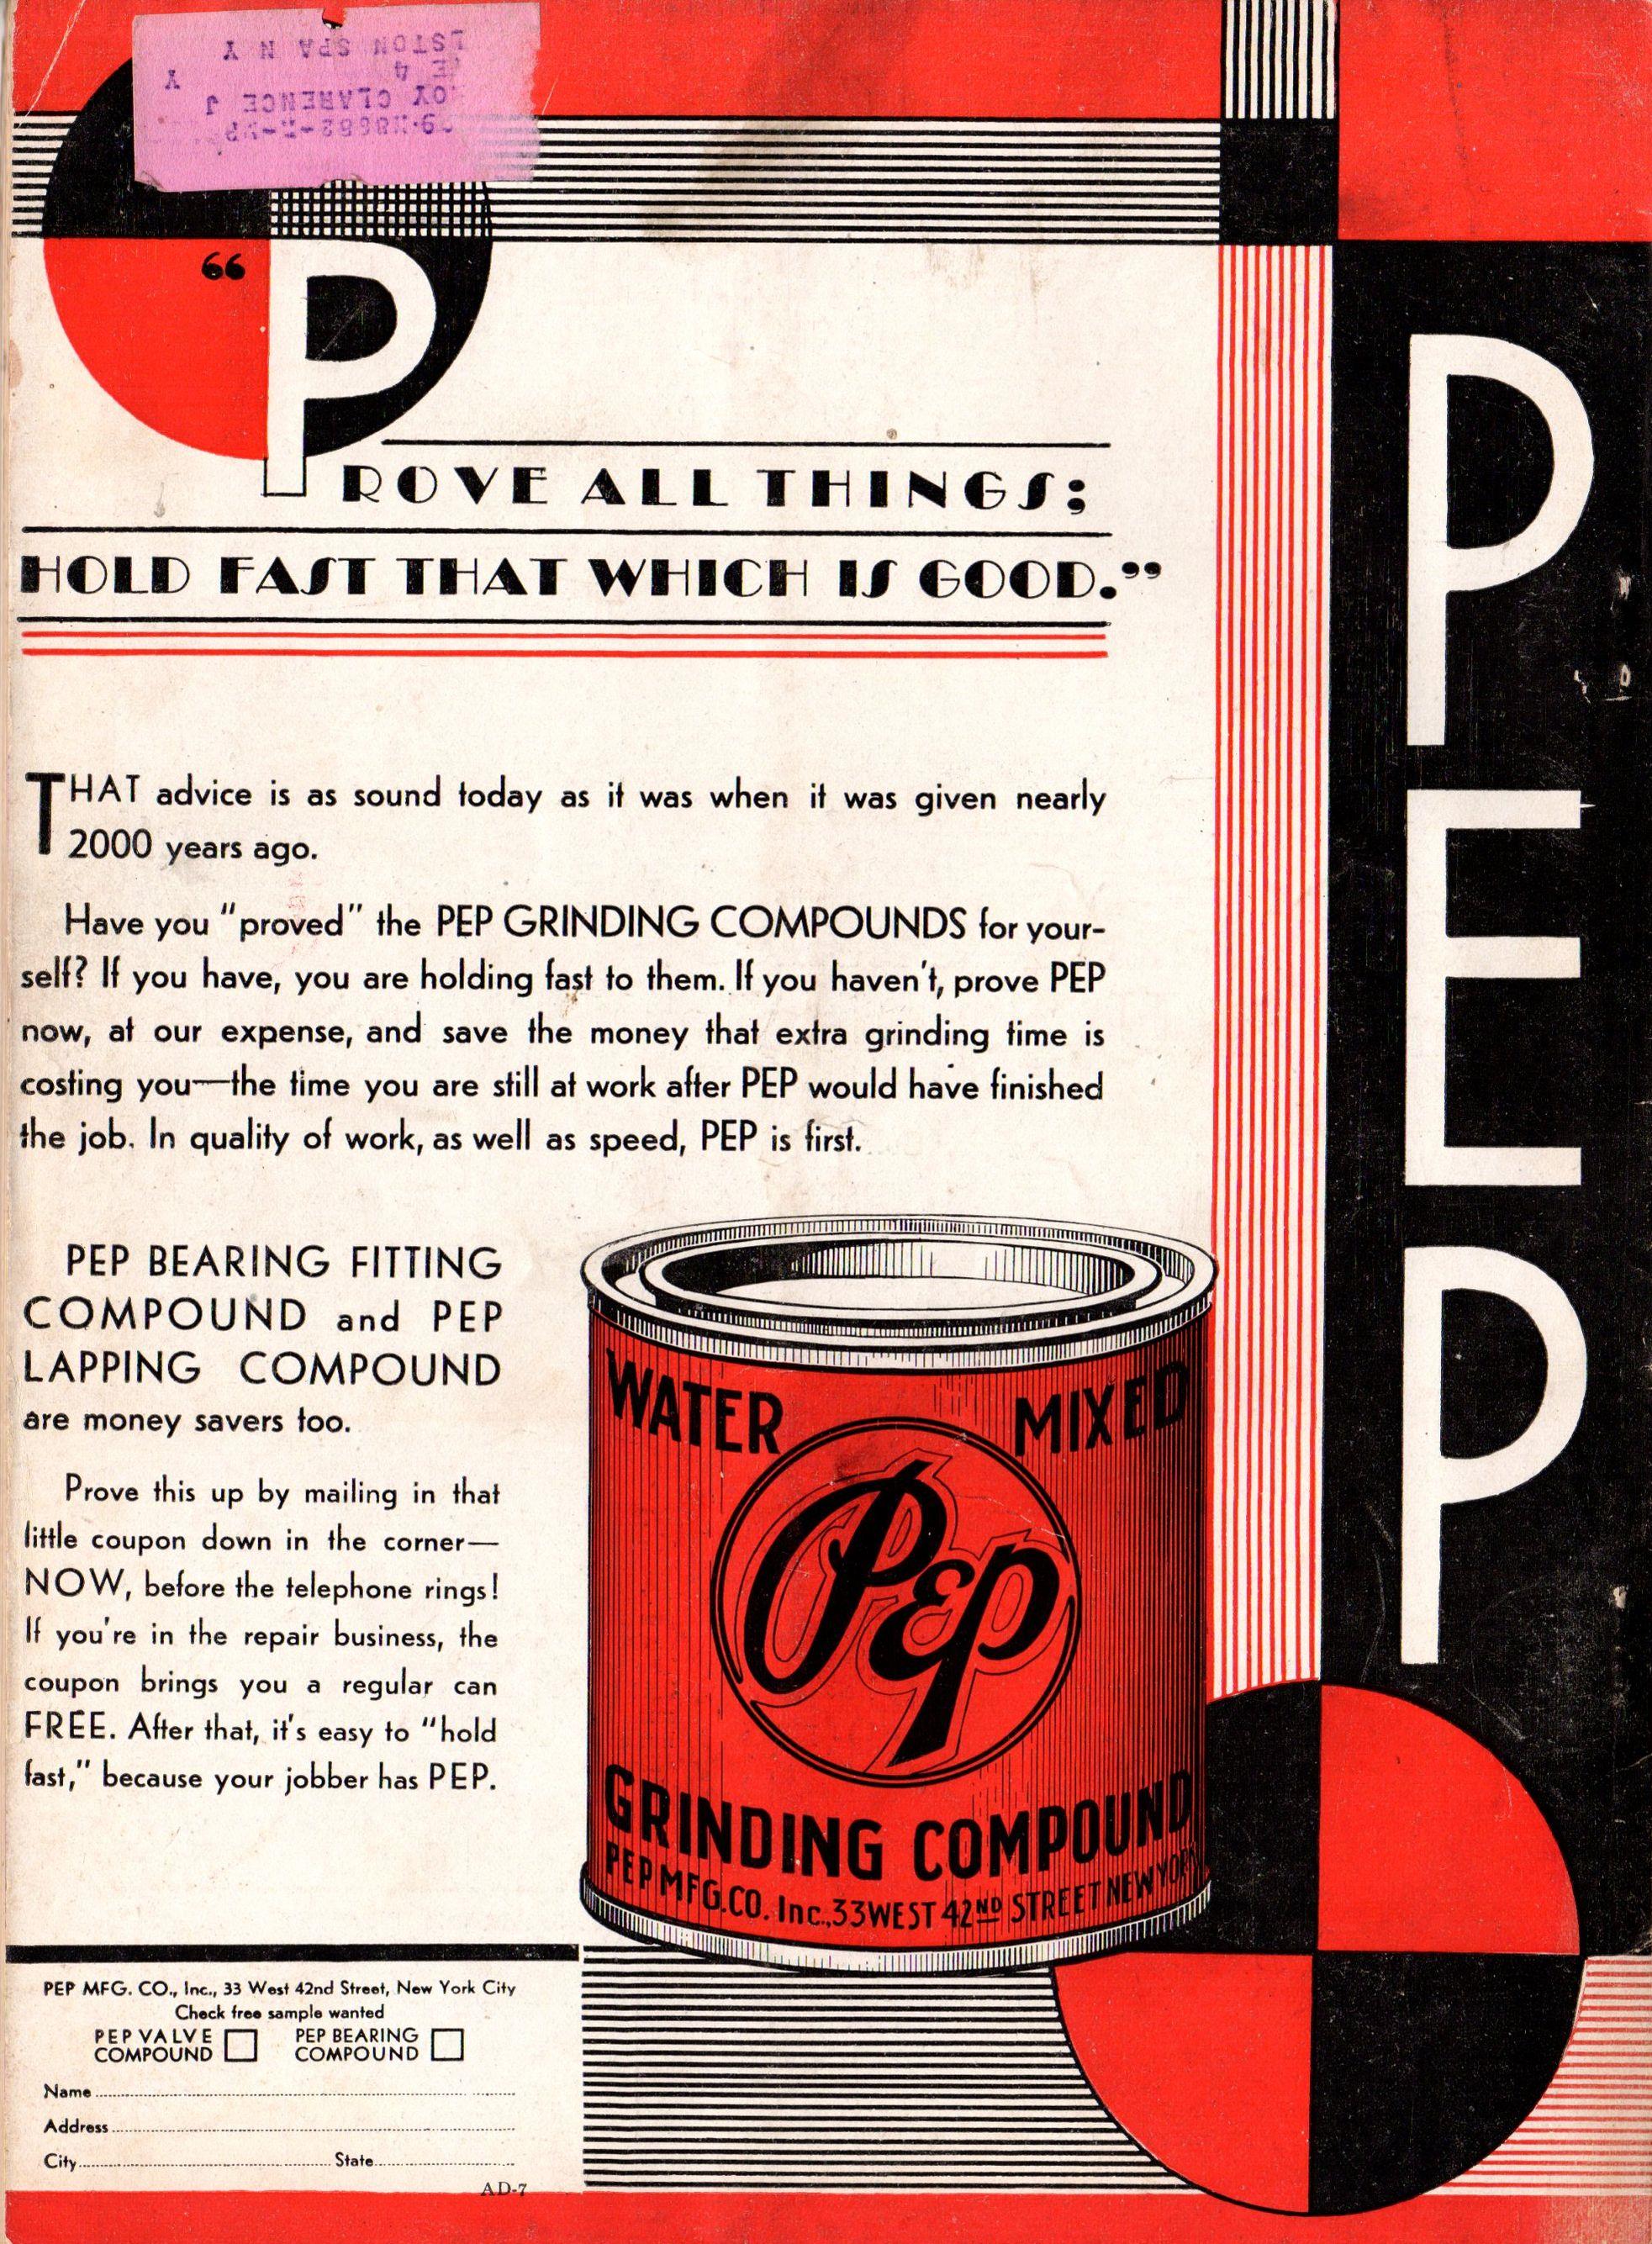 LSTON SPA N Y
E 4 Y
OY CLARENCE J
“PROVE ALL THINGS;
HOLD FAST THAT WHICH IS GOOD.”
THAT advice is as sound today as it was when it was given nearly
2000 years ago.
Have you "proved" the PEP GRINDING COMPOUNDS for your-
self? If you have, you are holding fast to them. If you haven't, prove PEP
now, at our expense, and save the money that extra grinding time is
costing you—the time you are still at work after PEP would have finished
the job. In quality of work, as well as speed, PEP is first.
PEP BEARING FITTING
COMPOUND and PEP
LAPPING COMPOUND
are money savers too.
Prove this up by mailing in that
little coupon down in the corner—
NOW, before the telephone rings!
If you're in the repair business, the
coupon brings you a regular can
FREE. After that, it's easy to "hold
fast," because your jobber has PEP.
WATER MIXED
Pep
GRINDING COMPOUND
PEP MFG. CO. Inc., 33 WEST 42ND STREET NEW YORK
PEP
PEP MFG. CO., Inc., 33 West 42nd Street, New York City
Check free sample wanted
PEP VALVE COMPOUND
PEP BEARING COMPOUND
Name
Address
City State
AD-7